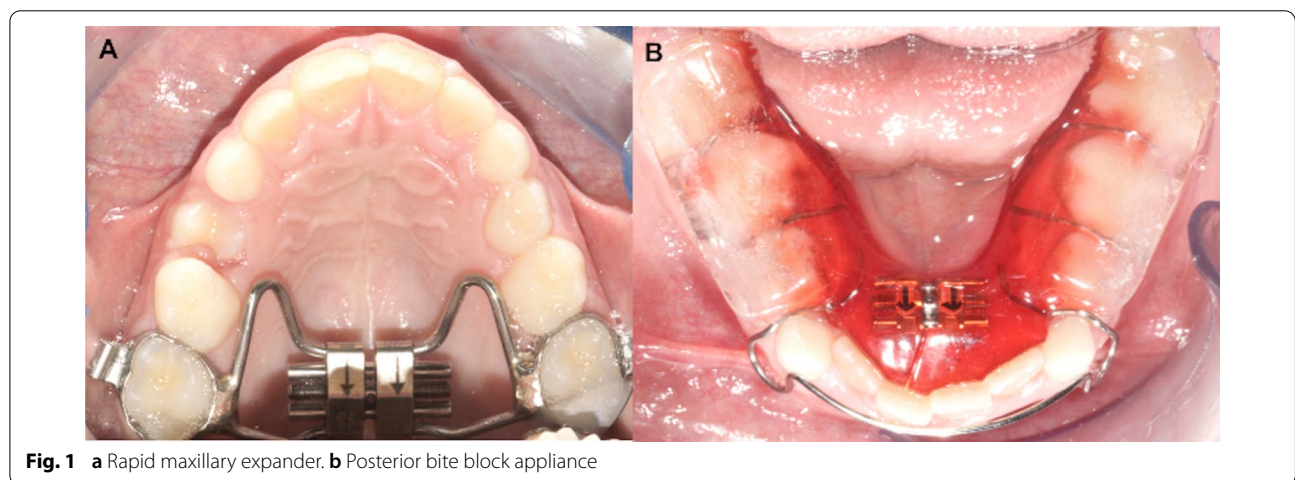 A
B
Fig. 1 a Rapid maxillary expander. b Posterior bite block appliance